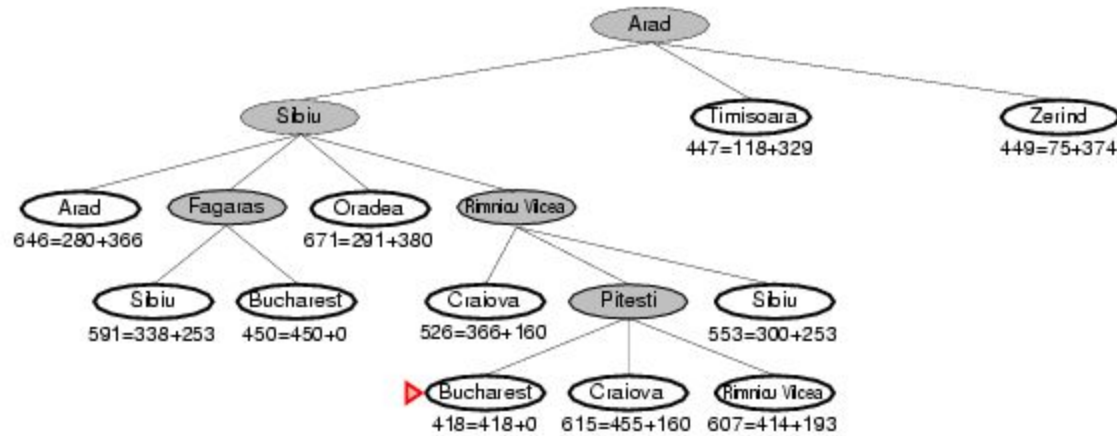 Arad
Sibiu
Timisoara
Zerind
447=118+329
449=75+374
Arad
Fagaras
Oradea
Rimnicu Vilcea
646=280+366
671=291+380
Sibiu
Bucharest
Craiova
Pitesti
Sibiu
591=338+253
450=450+0
526=366+160
553=300+253
Bucharest
Craiova
Rimnicu Vilcea
418=418+0
615=455+160
607=414+193